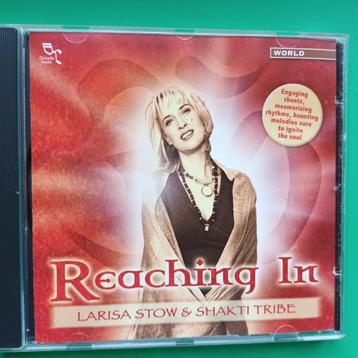 WORLD
Engaging
chants,
mesmerizing
rhythms, haunting
melodies sure
to ignite
the soul
Reaching In
LARISA STOW & SHAKTI TRIBE